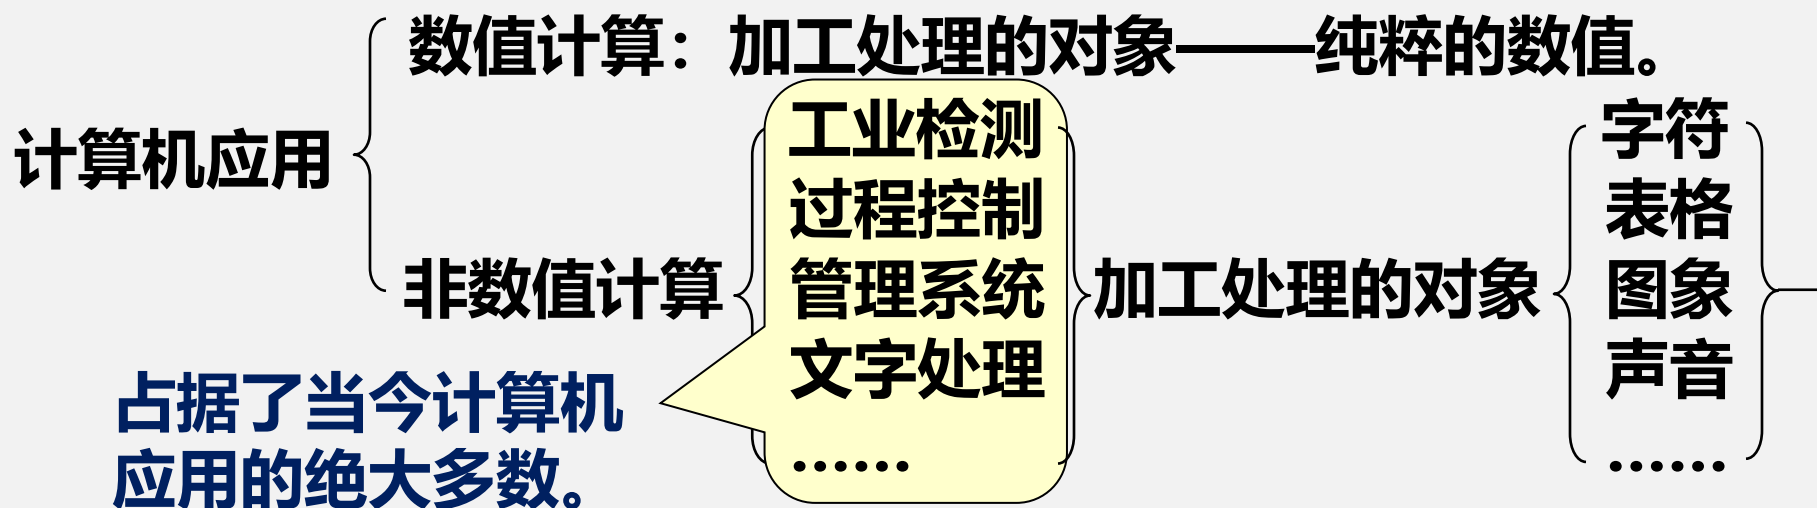 数值计算：加工处理的对象——纯粹的数值。
计算机应用
非数值计算
工业检测
过程控制
管理系统
文字处理
……
加工处理的对象
字符
表格
图象
声音
……
占据了当今计算机
应用的绝大多数。